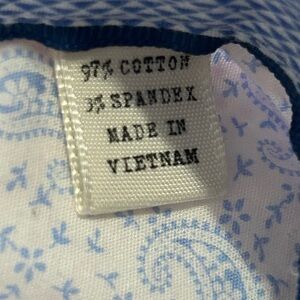 97% COTTON
3% SPANDEX
MADE IN
VIETNAM